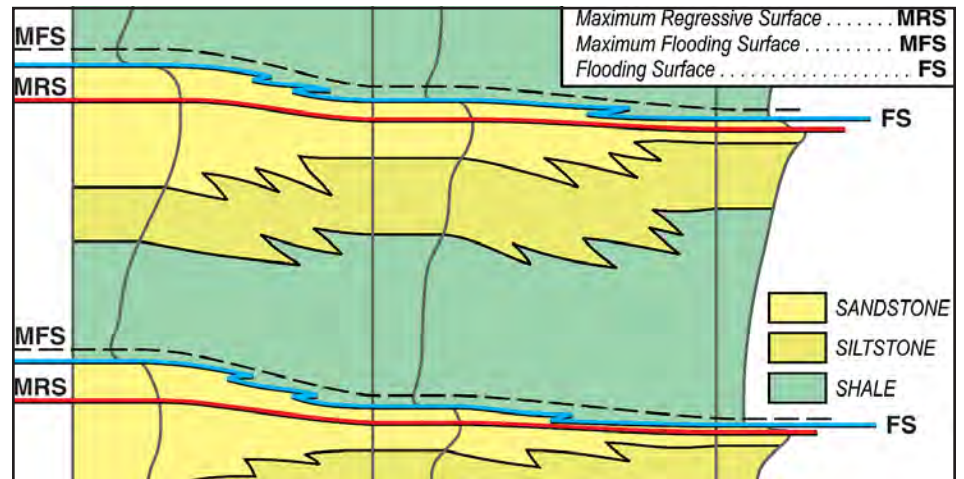 Maximum Regressive Surface . . . . . . . MRS
Maximum Flooding Surface . . . . . . . . MFS
Flooding Surface . . . . . . . . . . . . . . . . . . FS
MFS
MRS
FS
SANDSTONE
SILTSTONE
SHALE
MFS
MRS
FS